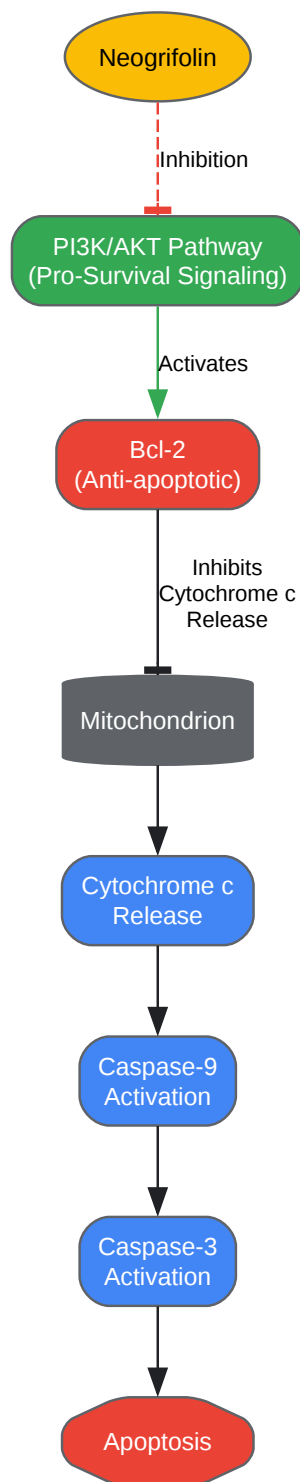 Neogrifolin
Inhibition
PI3K/AKT Pathway
(Pro-Survival Signaling)
Activates
Bcl-2
(Anti-apoptotic)
Inhibits
Cytochrome c
Release
Mitochondrion
Cytochrome c
Release
Caspase-9
Activation
Caspase-3
Activation
Apoptosis